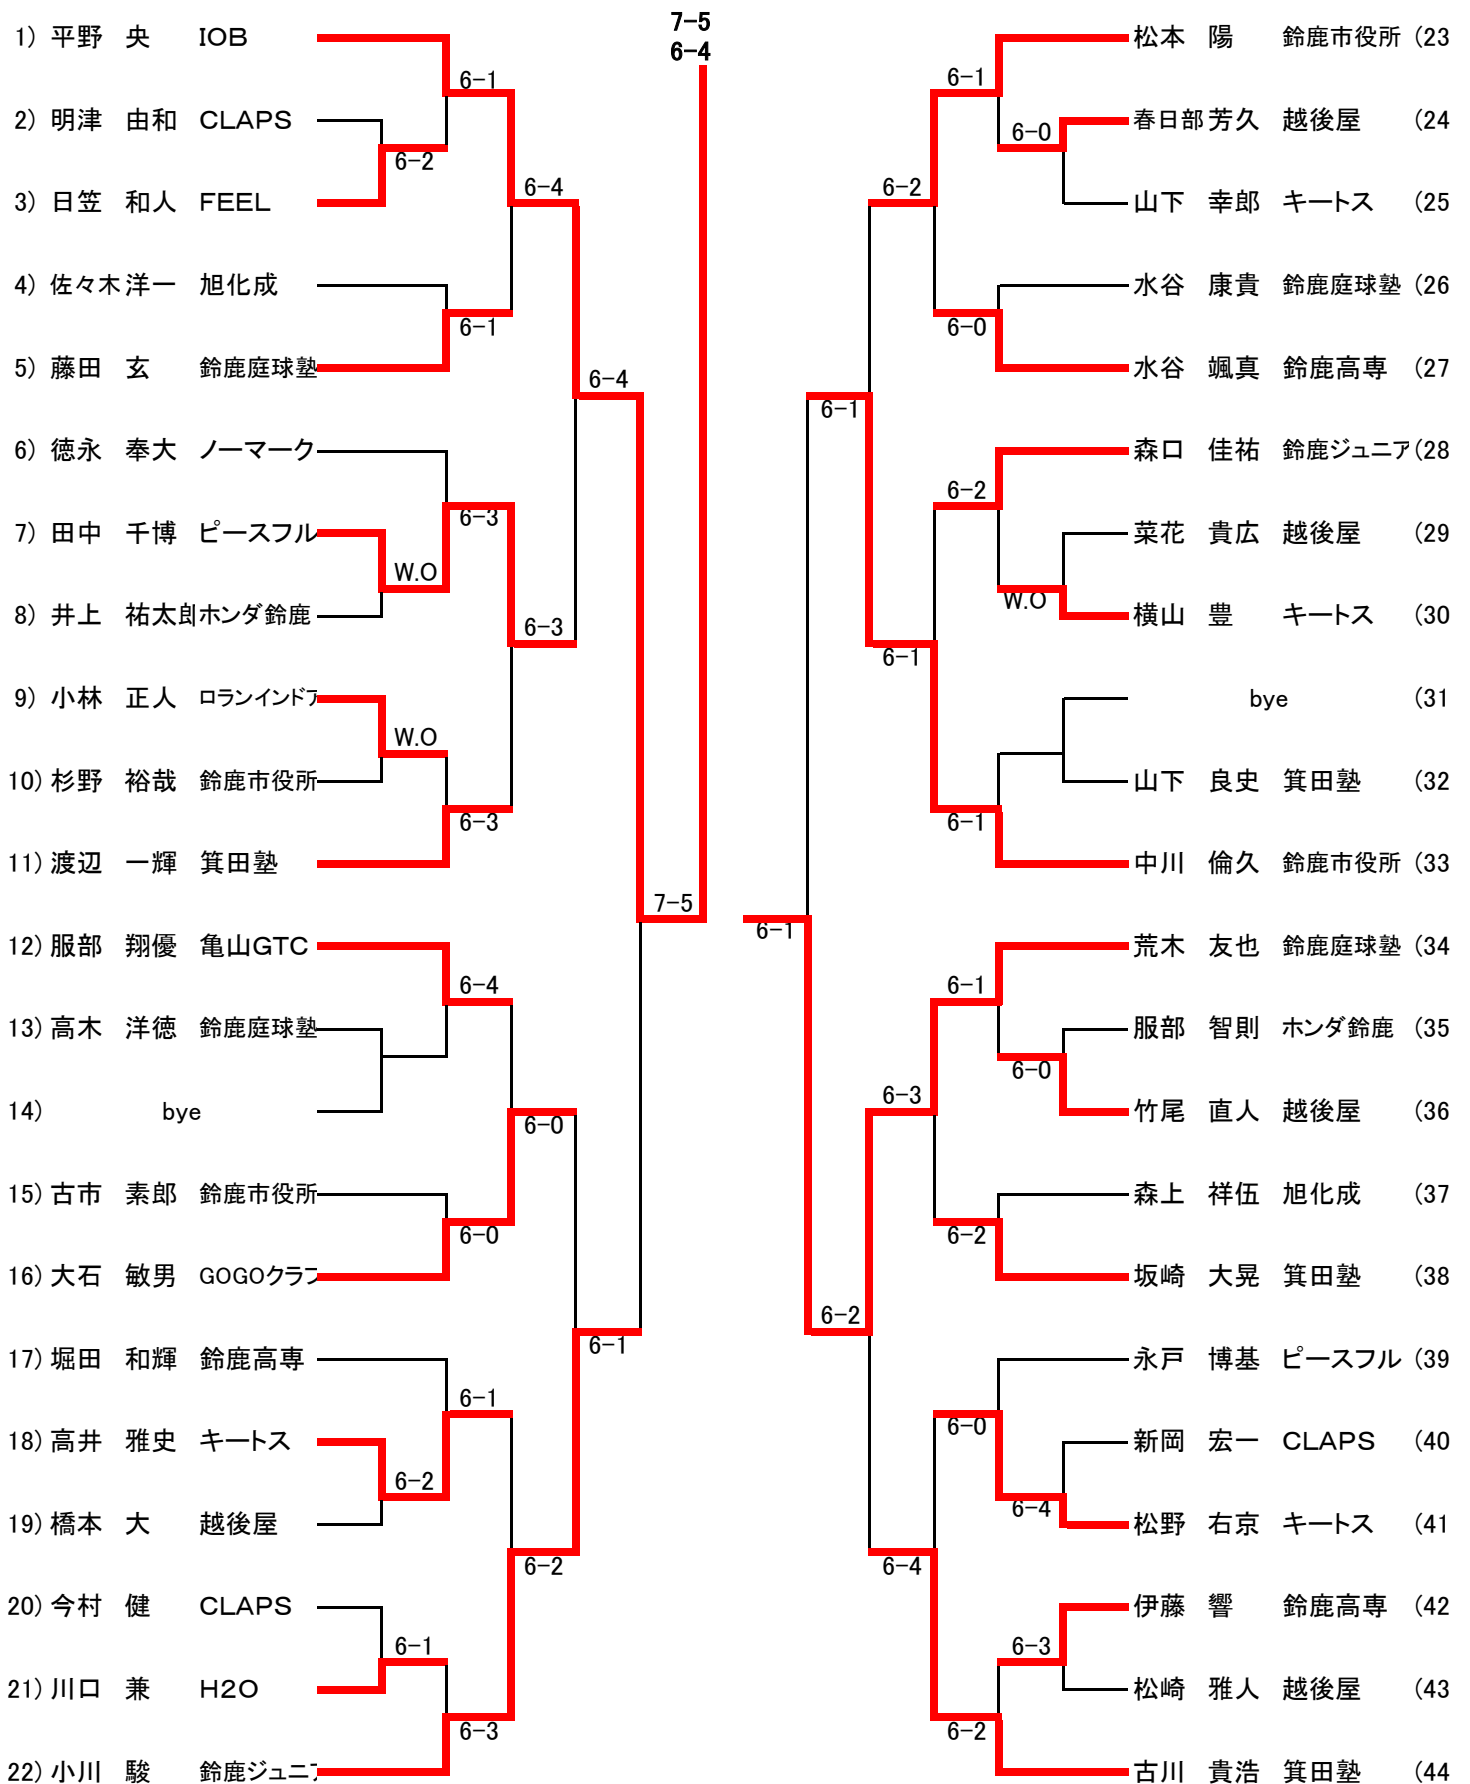 7-5
6-4
1) 平野 央 IOB
6-1
2) 明津 由和 CLAPS
6-2
3) 日笠 和人 FEEL
6-4
4) 佐々木洋一 旭化成
6-1
5) 藤田 玄 鈴鹿庭球塾
6-4
6) 徳永 奉大 ノーマーク
6-3
7) 田中 千博 ピースフル
W.O
8) 井上 祐太郎 ホンダ鈴鹿
6-3
9) 小林 正人 ロランインドア
W.O
10) 杉野 裕哉 鈴鹿市役所
6-3
11) 渡辺 一輝 箕田塾
7-5
12) 服部 翔優 亀山GTC
6-4
13) 高木 洋徳 鈴鹿庭球塾
14) bye
6-0
15) 古市 素郎 鈴鹿市役所
6-0
16) 大石 敏男 GOGOクラブ
6-1
17) 堀田 和輝 鈴鹿高専
6-1
18) 高井 雅史 キートス
6-2
19) 橋本 大 越後屋
6-2
20) 今村 健 CLAPS
6-1
21) 川口 兼 H2O
6-3
22) 小川 駿 鈴鹿ジュニア
松本 陽 鈴鹿市役所 (23
6-1
春日部芳久 越後屋 (24
6-0
山下 幸郎 キートス (25
6-2
水谷 康貴 鈴鹿庭球塾 (26
6-0
水谷 颯真 鈴鹿高専 (27
6-1
森口 佳祐 鈴鹿ジュニア (28
6-2
菜花 貴広 越後屋 (29
W.O
横山 豊 キートス (30
6-1
bye (31
山下 良史 箕田塾 (32
6-1
中川 倫久 鈴鹿市役所 (33
6-1
荒木 友也 鈴鹿庭球塾 (34
6-1
服部 智則 ホンダ鈴鹿 (35
6-0
竹尾 直人 越後屋 (36
6-3
森上 祥伍 旭化成 (37
6-2
坂崎 大晃 箕田塾 (38
6-2
永戸 博基 ピースフル (39
6-0
新岡 宏一 CLAPS (40
6-4
松野 右京 キートス (41
6-4
伊藤 響 鈴鹿高専 (42
6-3
松崎 雅人 越後屋 (43
6-2
古川 貴浩 箕田塾 (44